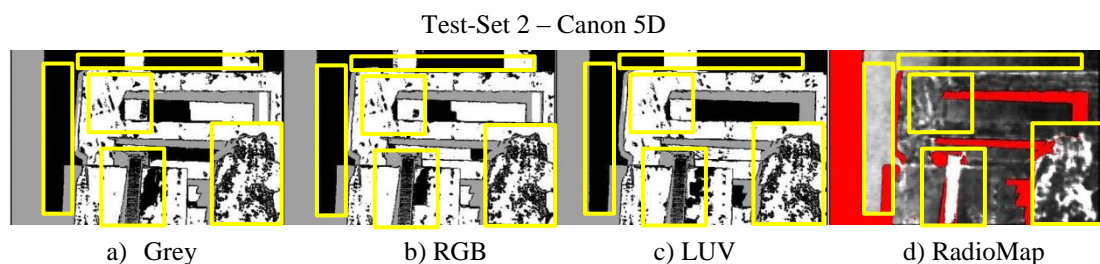 Test-Set 2 – Canon 5D
a) Grey
b) RGB
c) LUV
d) RadioMap